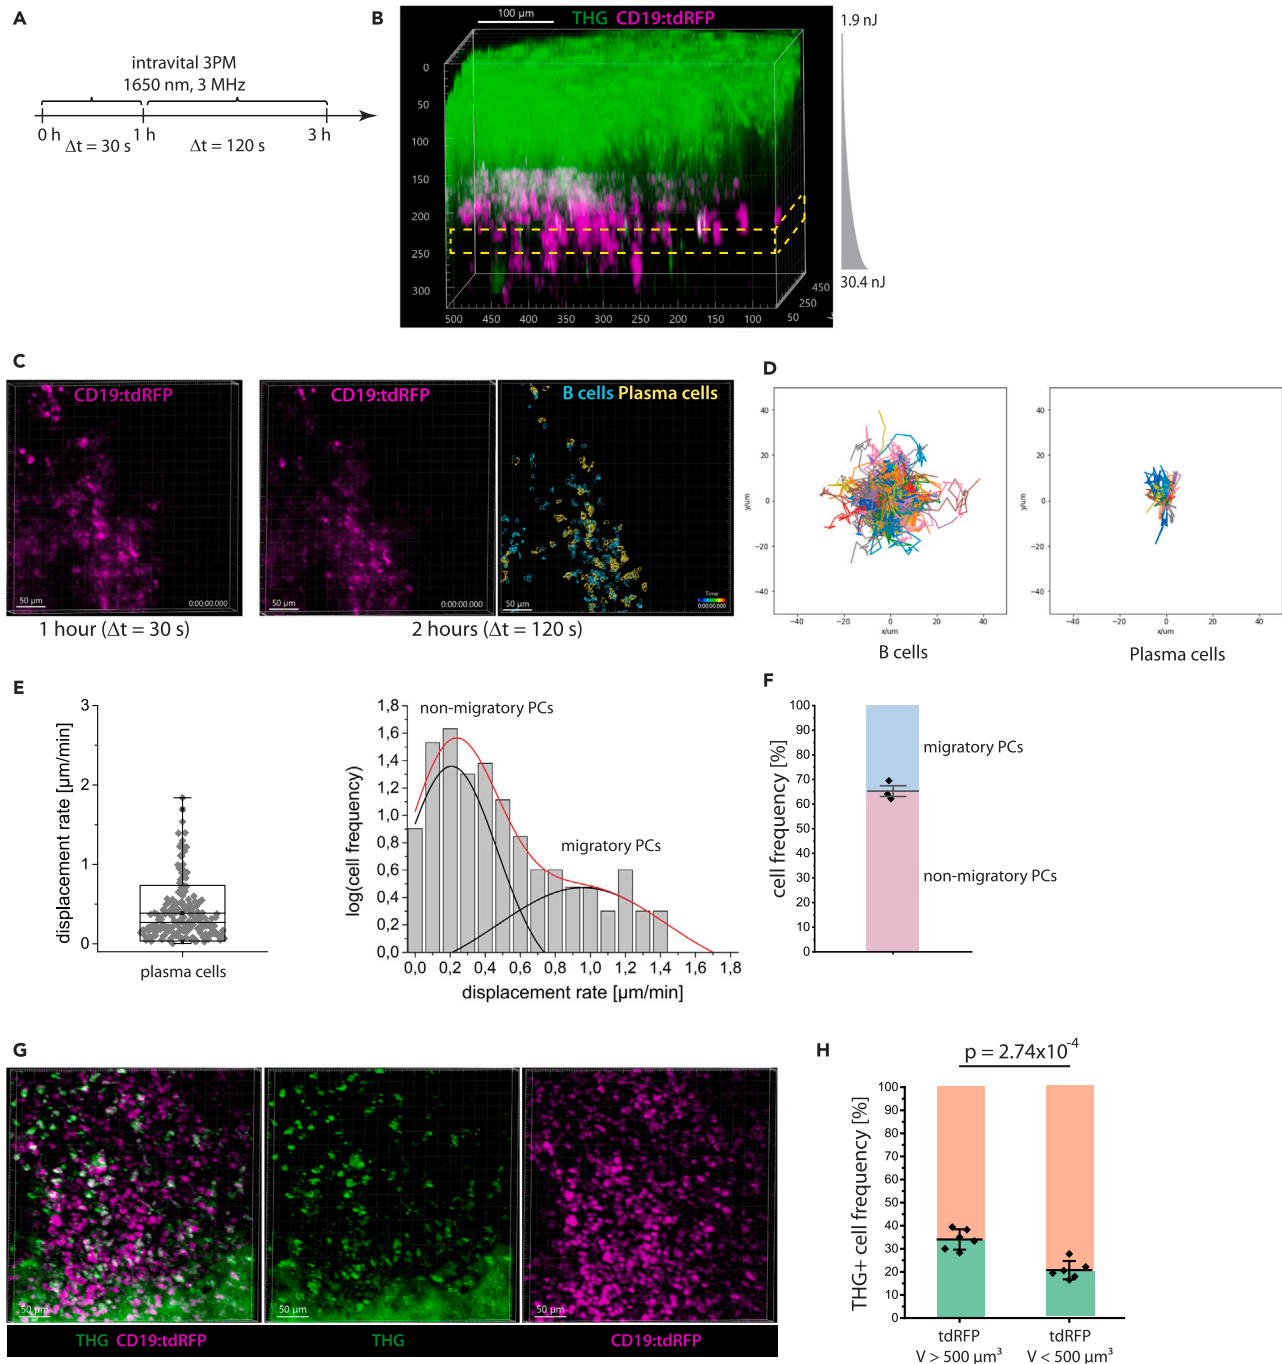 A
intravital 3PM
1650 nm, 3 MHz
0 h
1 h
3 h
Δt = 30 s
Δt = 120 s
B
100 µm
THG CD19:tdRFP
0
50
100
150
200
250
300
500
450
400
350
300
250
200
150
100
50
250
450
1.9 nJ
30.4 nJ
C
CD19:tdRFP
50 µm
0:00:00.000
CD19:tdRFP
50 µm
0:00:00.000
B cells Plasma cells
50 µm
Time
0:00:00.000
1 hour (Δt = 30 s)
2 hours (Δt = 120 s)
D
y/um
40
20
0
−20
−40
−40
−20
0
20
40
x/um
B cells
y/um
40
20
0
−20
−40
−40
−20
0
20
40
x/um
Plasma cells
E
displacement rate [µm/min]
3
2
1
0
plasma cells
log(cell frequency)
1,8
1,6
1,4
1,2
1,0
0,8
0,6
0,4
0,2
0,0
non-migratory PCs
migratory PCs
0,0 0,2 0,4 0,6 0,8 1,0 1,2 1,4 1,6 1,8
displacement rate [µm/min]
F
cell frequency [%]
100
90
80
70
60
50
40
30
20
10
0
migratory PCs
non-migratory PCs
G
50 µm
50 µm
50 µm
THG CD19:tdRFP
THG
CD19:tdRFP
H
p = 2.74x10-4
THG+ cell frequency [%]
100
90
80
70
60
50
40
30
20
10
0
tdRFP
V > 500 µm³
tdRFP
V < 500 µm³